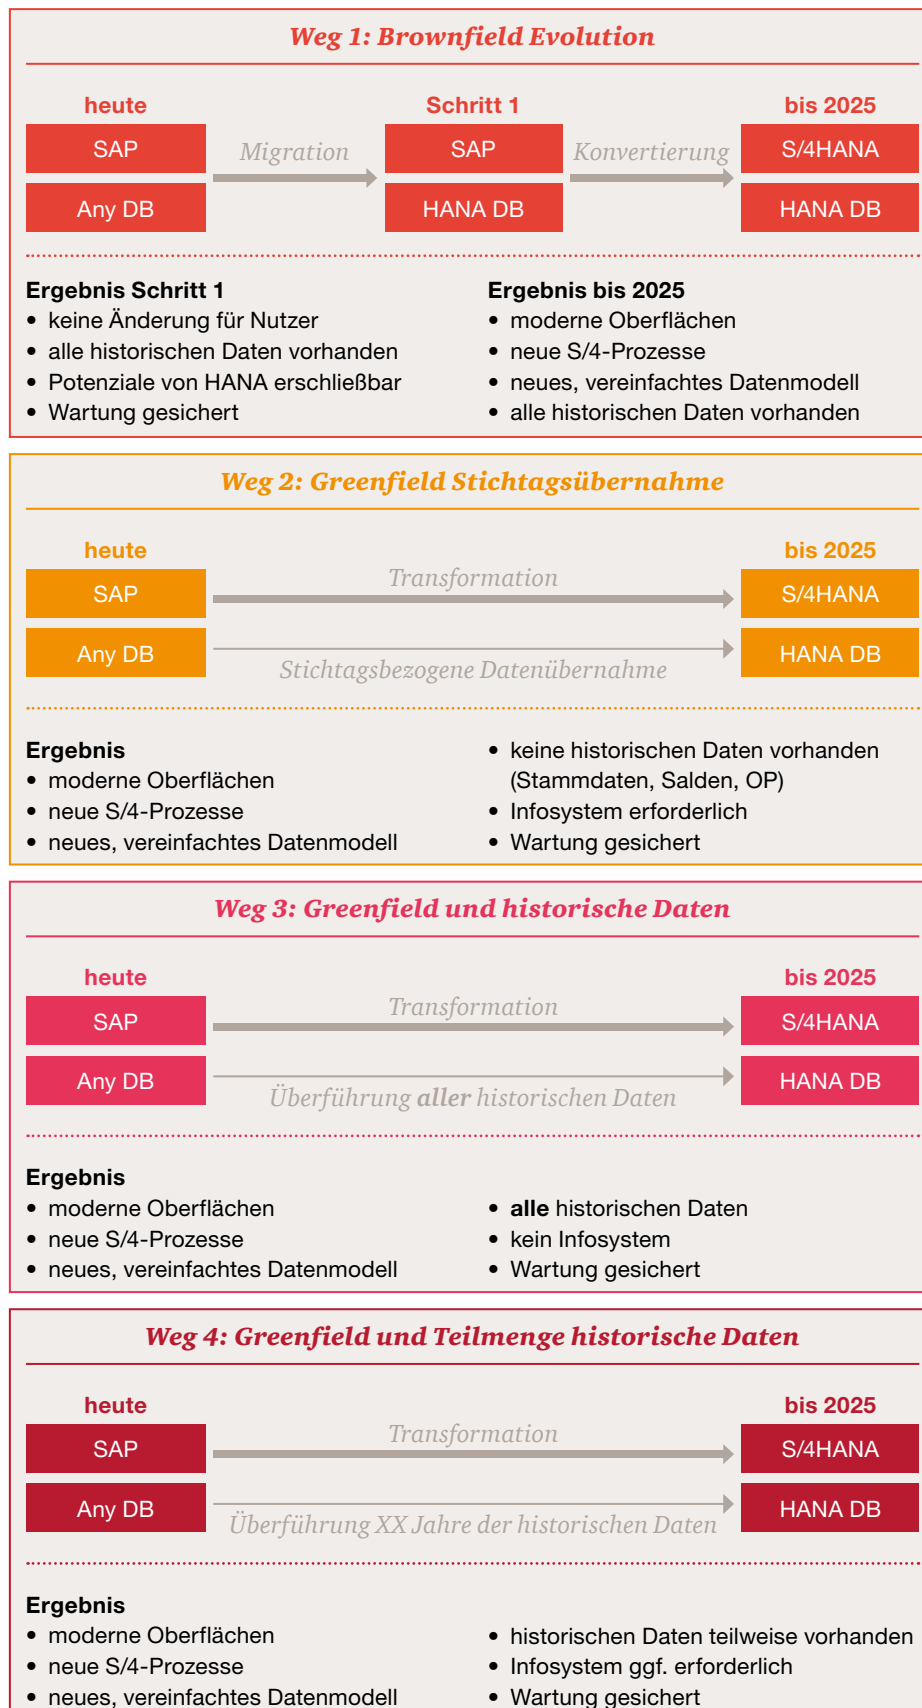 Weg 1: Brownfield Evolution
heute
Schritt 1
bis 2025
SAP
Migration
SAP
Konvertierung
S/4HANA
Any DB
HANA DB
HANA DB
Ergebnis Schritt 1
• keine Änderung für Nutzer
• alle historischen Daten vorhanden
• Potenziale von HANA erschließbar
• Wartung gesichert
Ergebnis bis 2025
• moderne Oberflächen
• neue S/4-Prozesse
• neues, vereinfachtes Datenmodell
• alle historischen Daten vorhanden
Weg 2: Greenfield Stichtagsübernahme
heute
bis 2025
SAP
Transformation
S/4HANA
Any DB
Stichtagsbezogene Datenübernahme
HANA DB
Ergebnis
• moderne Oberflächen
• neue S/4-Prozesse
• neues, vereinfachtes Datenmodell
• keine historischen Daten vorhanden
(Stammdaten, Salden, OP)
• Infosystem erforderlich
• Wartung gesichert
Weg 3: Greenfield und historische Daten
heute
bis 2025
SAP
Transformation
S/4HANA
Any DB
Überführung aller historischen Daten
HANA DB
Ergebnis
• moderne Oberflächen
• neue S/4-Prozesse
• neues, vereinfachtes Datenmodell
• alle historischen Daten
• kein Infosystem
• Wartung gesichert
Weg 4: Greenfield und Teilmenge historische Daten
heute
bis 2025
SAP
Transformation
S/4HANA
Any DB
Überführung XX Jahre der historischen Daten
HANA DB
Ergebnis
• moderne Oberflächen
• neue S/4-Prozesse
• neues, vereinfachtes Datenmodell
• historischen Daten teilweise vorhanden
• Infosystem ggf. erforderlich
• Wartung gesichert